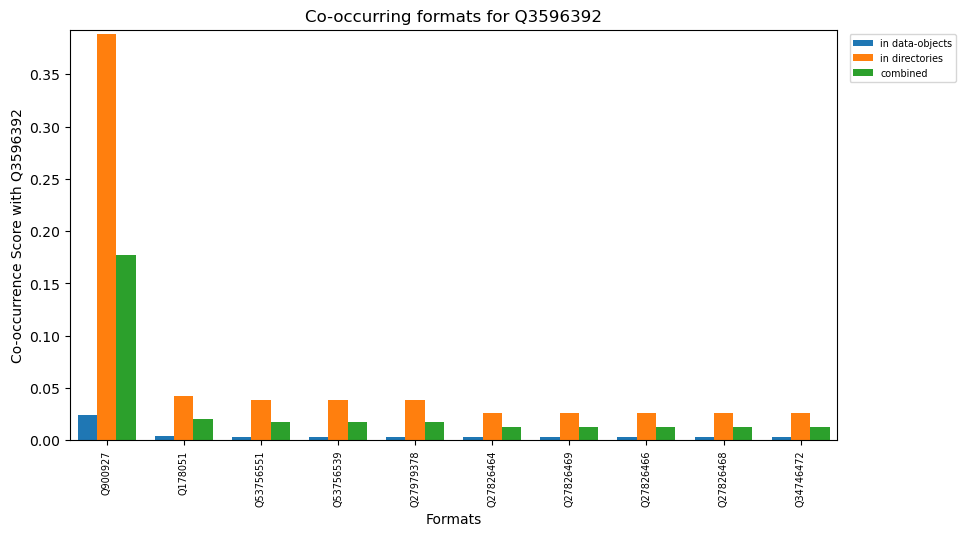 Co-occurring formats for Q3596392
in data-objects
in directories
combined
Co-occurrence Score with Q3596392
0.35
0.30
0.25
0.20
0.15
0.10
0.05
0.00
Q900927
Q178051
Q53756551
Q53756539
Q27979378
Q27826464
Q27826469
Q27826466
Q27826468
Q34746472
Formats